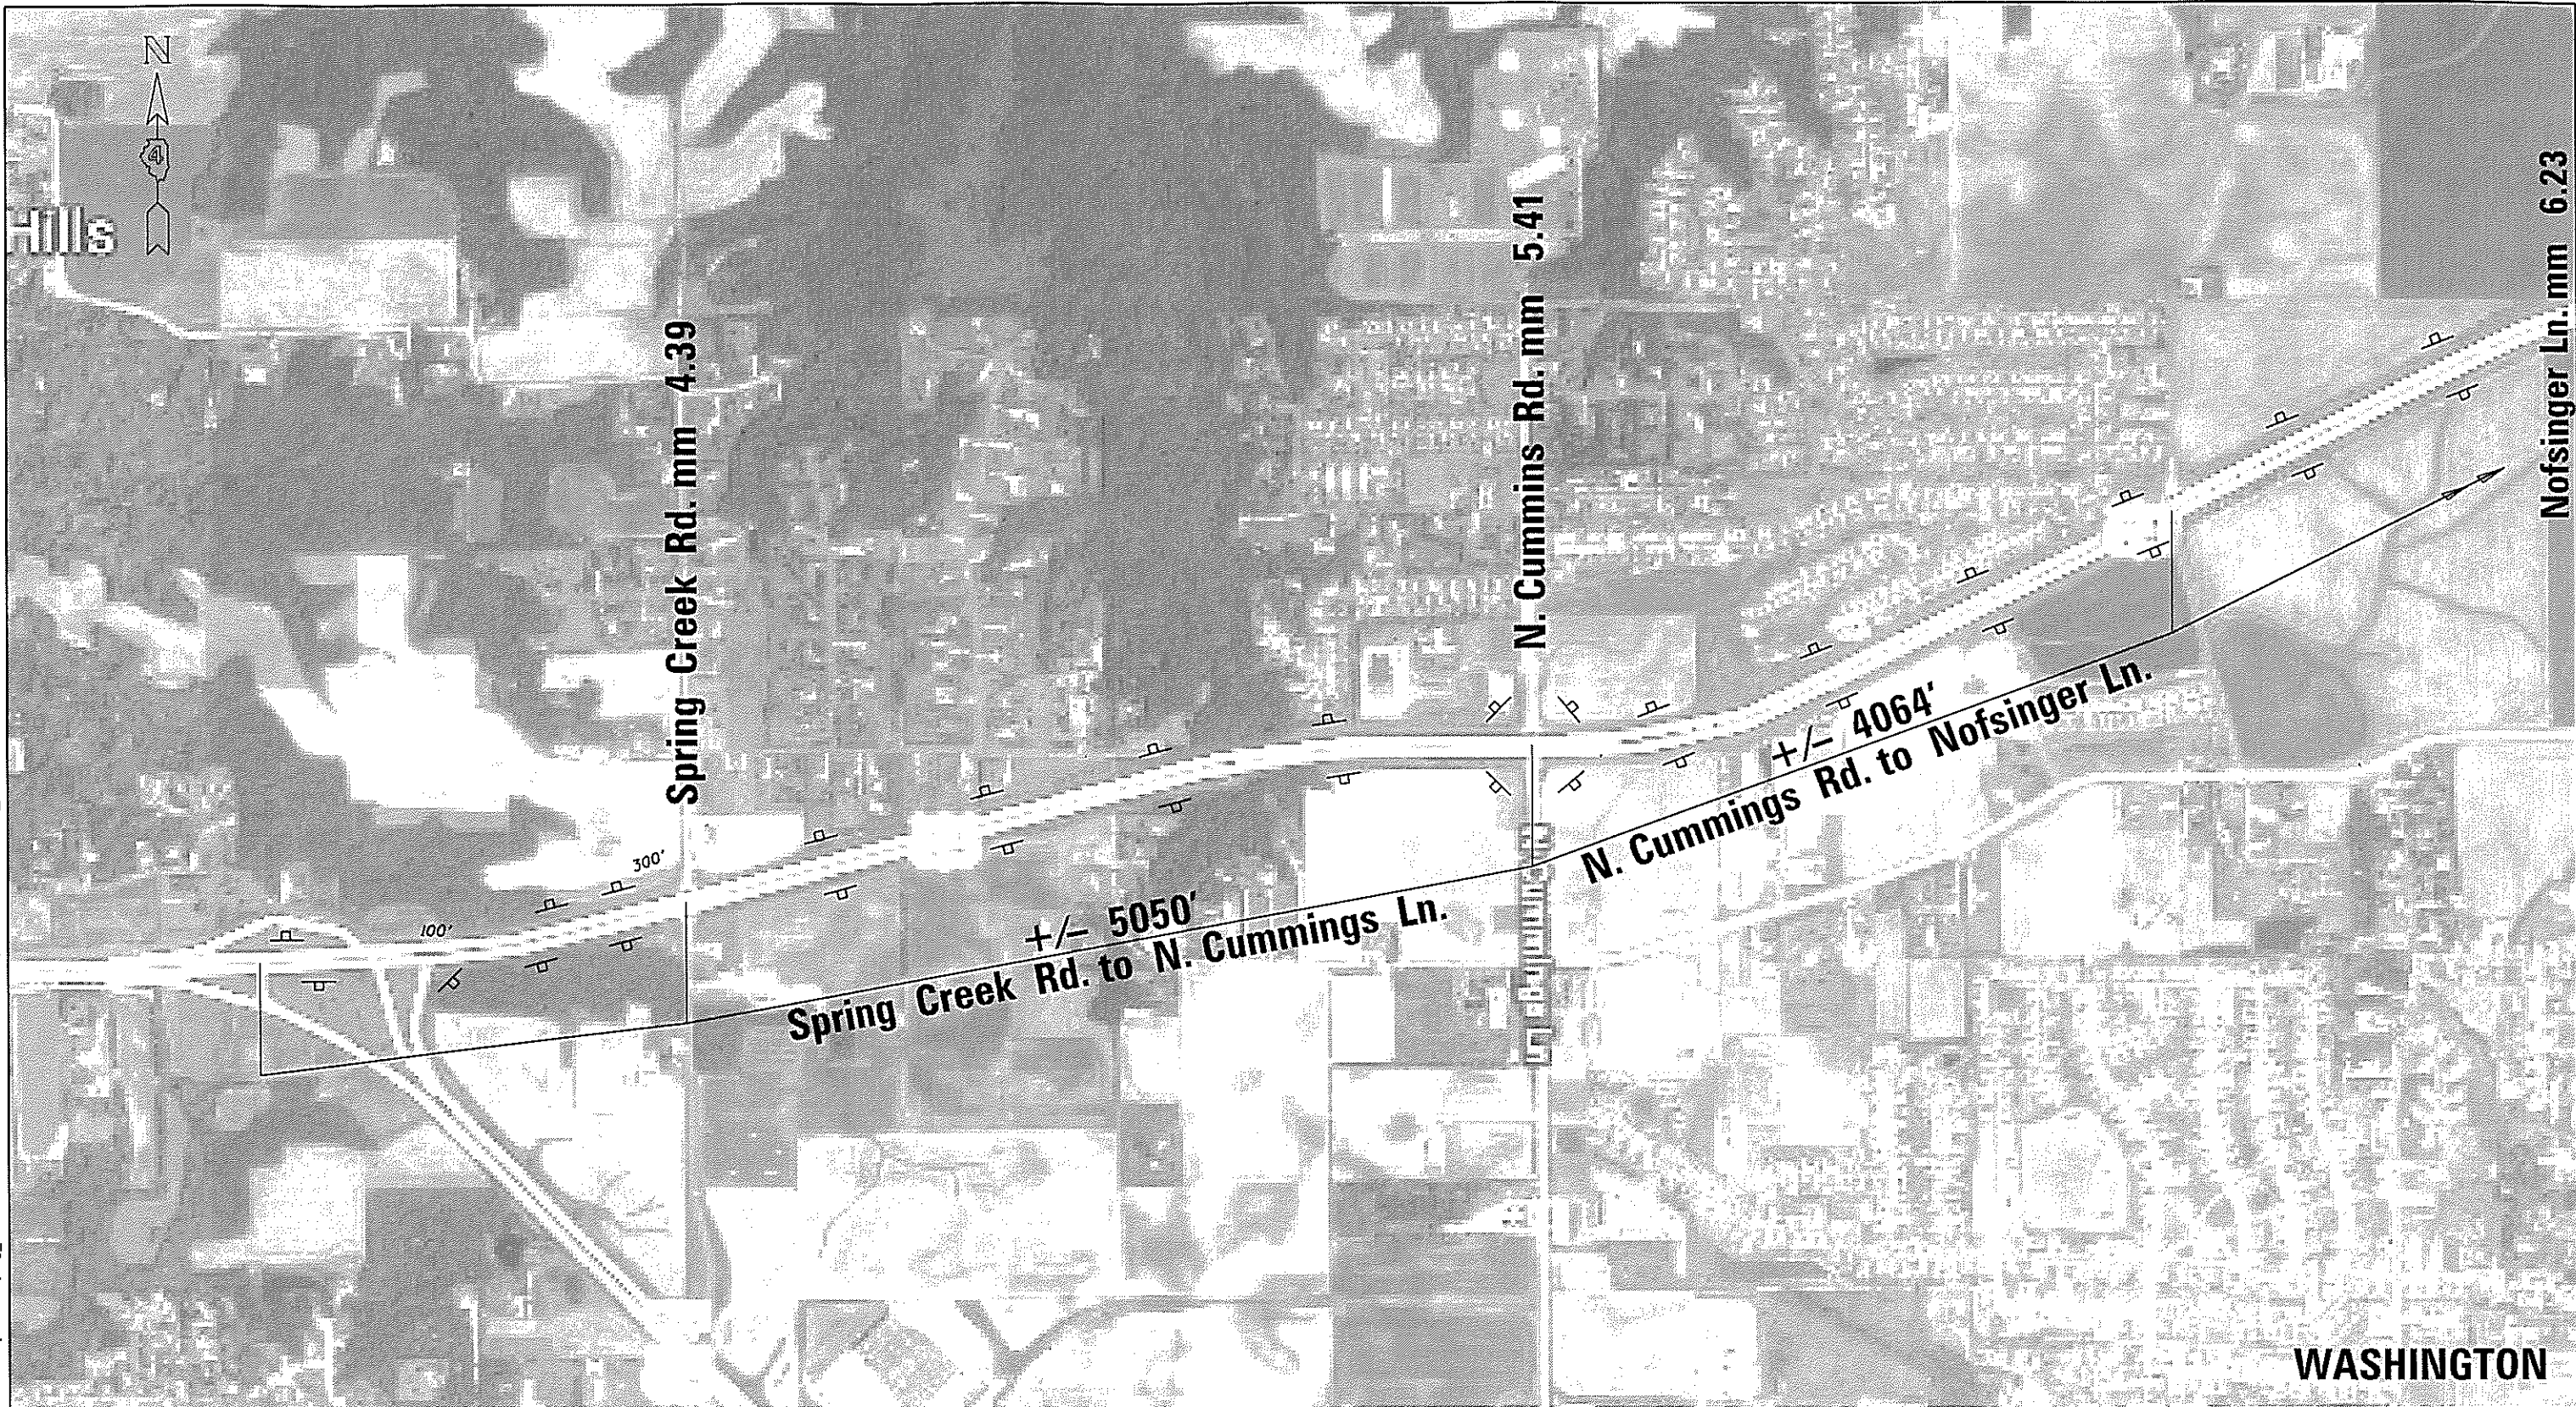 N
4
Hills
Spring Creek Rd. mm 4.39
N. Cummins Rd. mm 5.41
Nofsinger Ln. mm 6.23
300'
100'
+/- 5050'
Spring Creek Rd. to N. Cummings Ln.
+/- 4064'
N. Cummings Rd. to Nofsinger Ln.
WASHINGTON